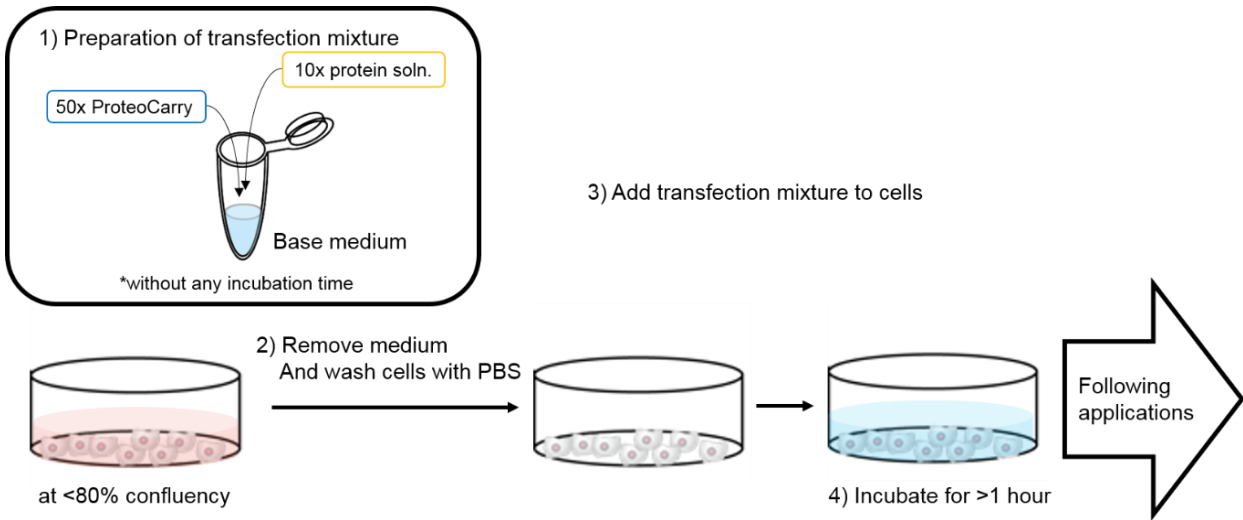 1) Preparation of transfection mixture
10x protein soln.
50x ProteoCarry
Base medium
*without any incubation time
2) Remove medium
And wash cells with PBS
3) Add transfection mixture to cells
at <80% confluency
4) Incubate for >1 hour
Following
applications